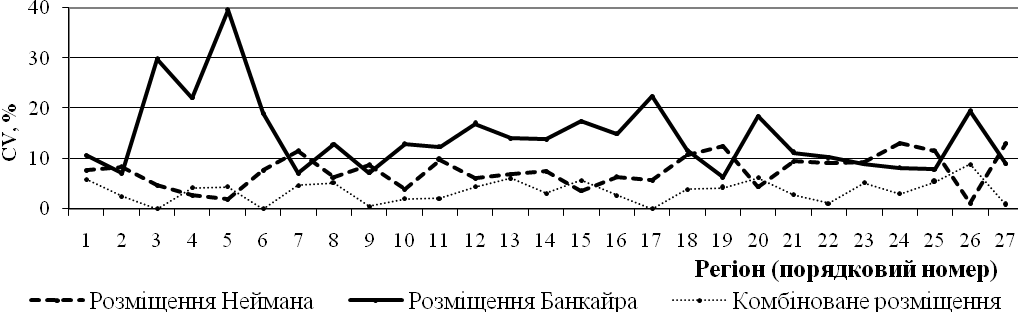 40
30
20
10
0
CV, %
1 2 3 4 5 6 7 8 9 10 11 12 13 14 15 16 17 18 19 20 21 22 23 24 25 26 27
Регіон (порядковий номер)
Розміщення Неймана Розміщення Банкайра Комбіноване розміщення